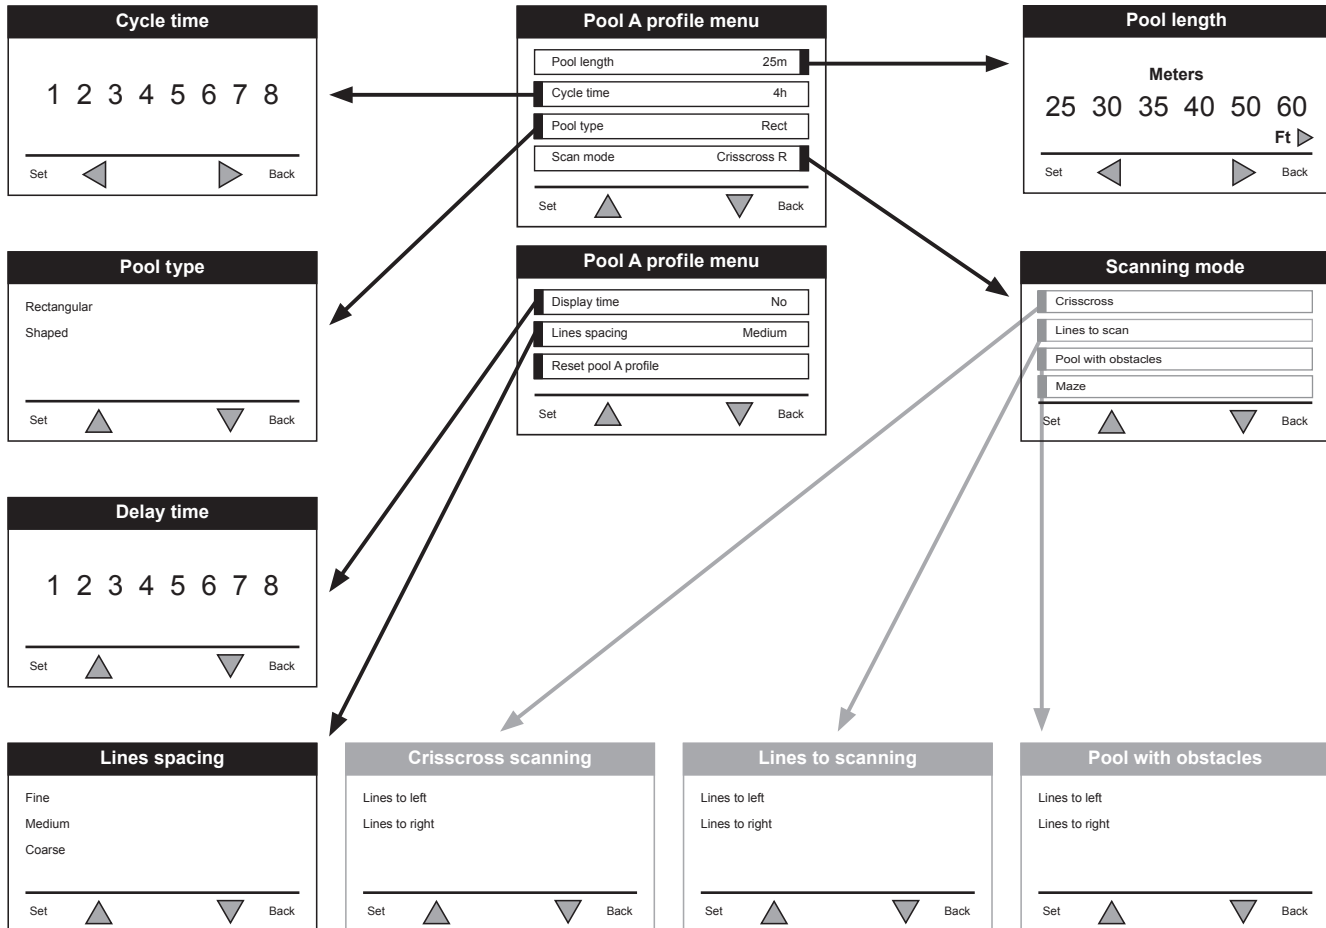 Cycle time
1 2 3 4 5 6 7 8
Set Back
Pool A profile menu
Pool length 25m
Cycle time 4h
Pool type Rect
Scan mode Crisscross R
Set Back
Pool length
Meters
25 30 35 40 50 60
Ft
Set Back
Pool type
Rectangular
Shaped
Set Back
Pool A profile menu
Display time No
Lines spacing Medium
Reset pool A profile
Set Back
Scanning mode
Crisscross
Lines to scan
Pool with obstacles
Maze
Set Back
Delay time
1 2 3 4 5 6 7 8
Set Back
Lines spacing
Fine
Medium
Coarse
Set Back
Crisscross scanning
Lines to left
Lines to right
Set Back
Lines to scanning
Lines to left
Lines to right
Set Back
Pool with obstacles
Lines to left
Lines to right
Set Back